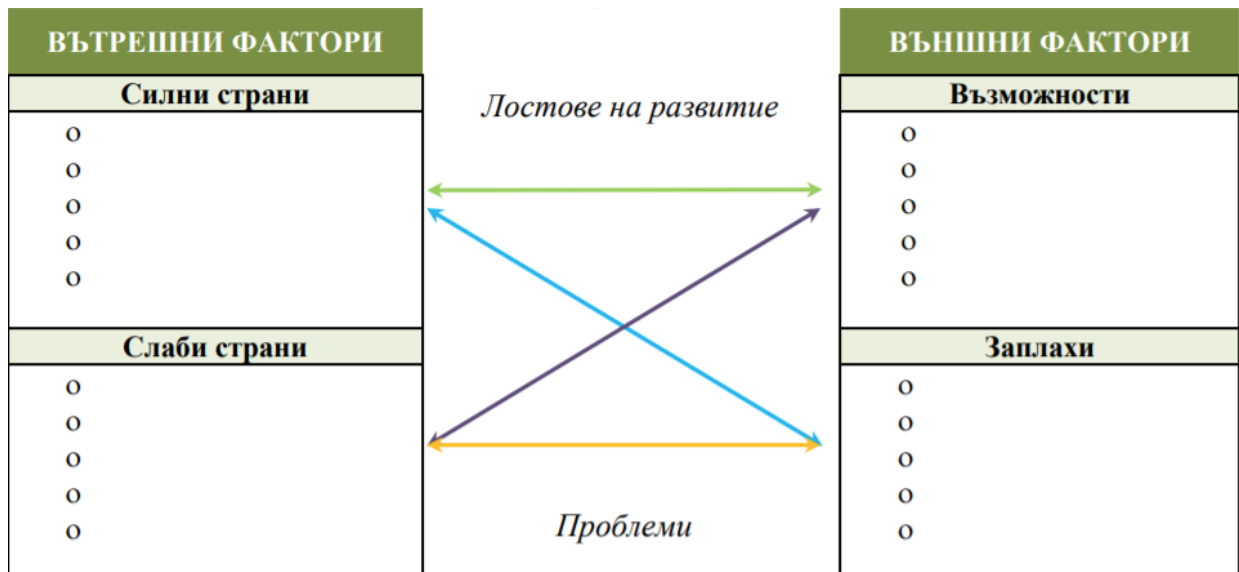 ВЪТРЕШНИ ФАКТОРИ
Силни страни
o
o
o
o
o
Слаби страни
o
o
o
o
o
Лостове на развитие
Проблеми
ВЪНШНИ ФАКТОРИ
Възможности
o
o
o
o
o
Заплахи
o
o
o
o
o